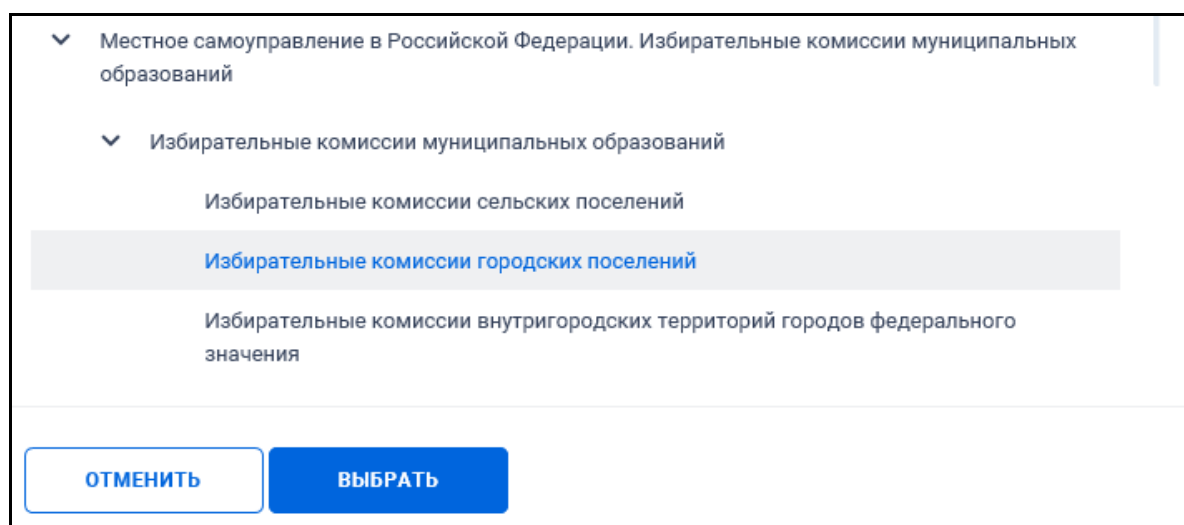 Местное самоуправление в Российской Федерации. Избирательные комиссии муниципальных
образований
Избирательные комиссии муниципальных образований
Избирательные комиссии сельских поселений
Избирательные комиссии городских поселений
Избирательные комиссии внутригородских территорий городов федерального
значения
ОТМЕНИТЬ
ВЫБРАТЬ